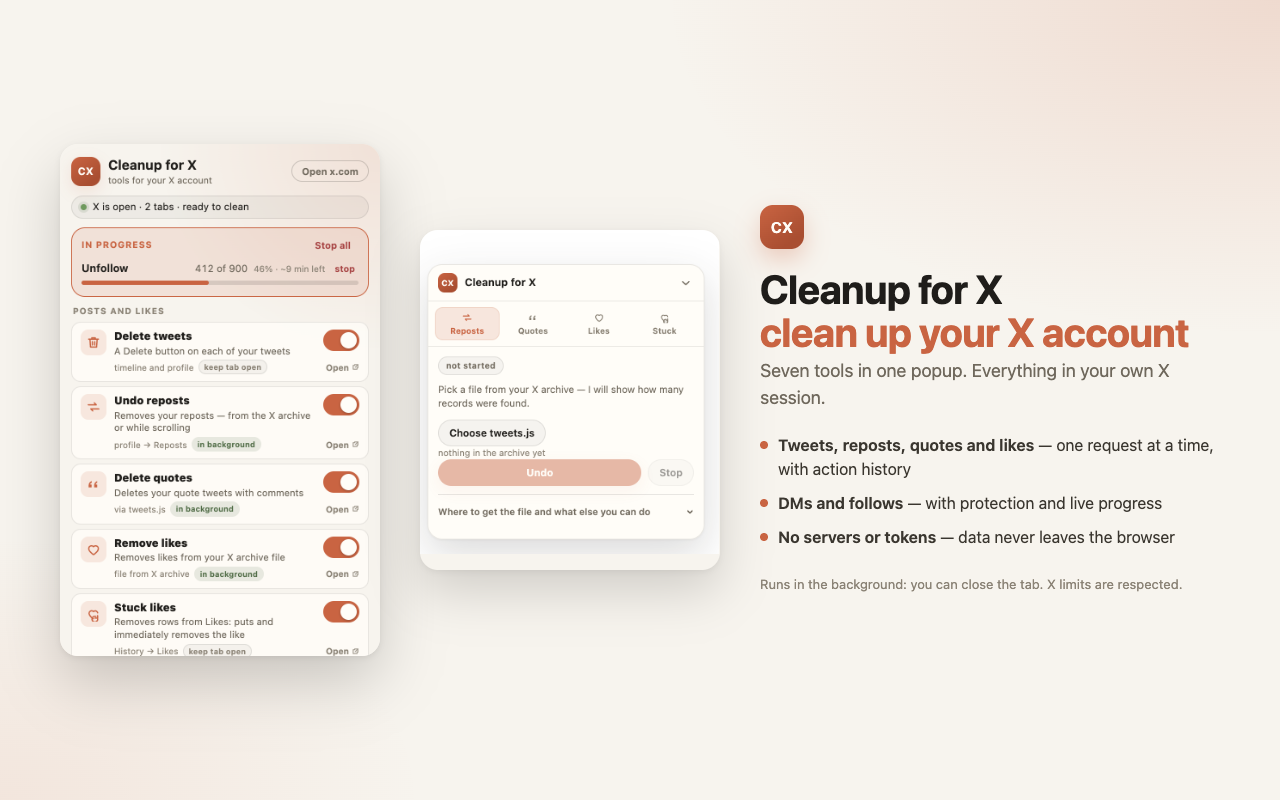 CX
Cleanup for X
tools for your X account
Open x.com
X is open · 2 tabs · ready to clean
IN PROGRESS
Stop all
Unfollow
412 of 900 46% · ~9 min left stop
POSTS AND LIKES
Delete tweets
A Delete button on each of your tweets
timeline and profile keep tab open Open
Undo reposts
Removes your reposts — from the X archive
or while scrolling
profile → Reposts in background Open
Delete quotes
Deletes your quote tweets with comments
via tweets.js in background Open
Remove likes
Removes likes from your X archive file
file from X archive in background Open
Stuck likes
Removes rows from Likes: puts and
immediately removes the like
History → Likes keep tab open Open
CX Cleanup for X
Reposts Quotes Likes Stuck
not started
Pick a file from your X archive — I will show how many
records were found.
Choose tweets.js
nothing in the archive yet
Undo Stop
Where to get the file and what else you can do
CX
Cleanup for X
clean up your X account
Seven tools in one popup. Everything in your own X
session.
Tweets, reposts, quotes and likes — one request at a time,
with action history
DMs and follows — with protection and live progress
No servers or tokens — data never leaves the browser
Runs in the background: you can close the tab. X limits are respected.